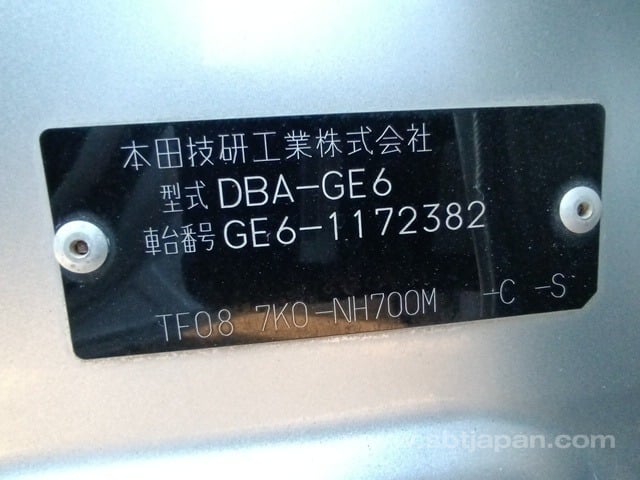 本田技研工業株式会社
型式 DBA-GE6
車台番号 GE6-1172382
TF08 7K0-NH700M -C -S
sbtjapan.com